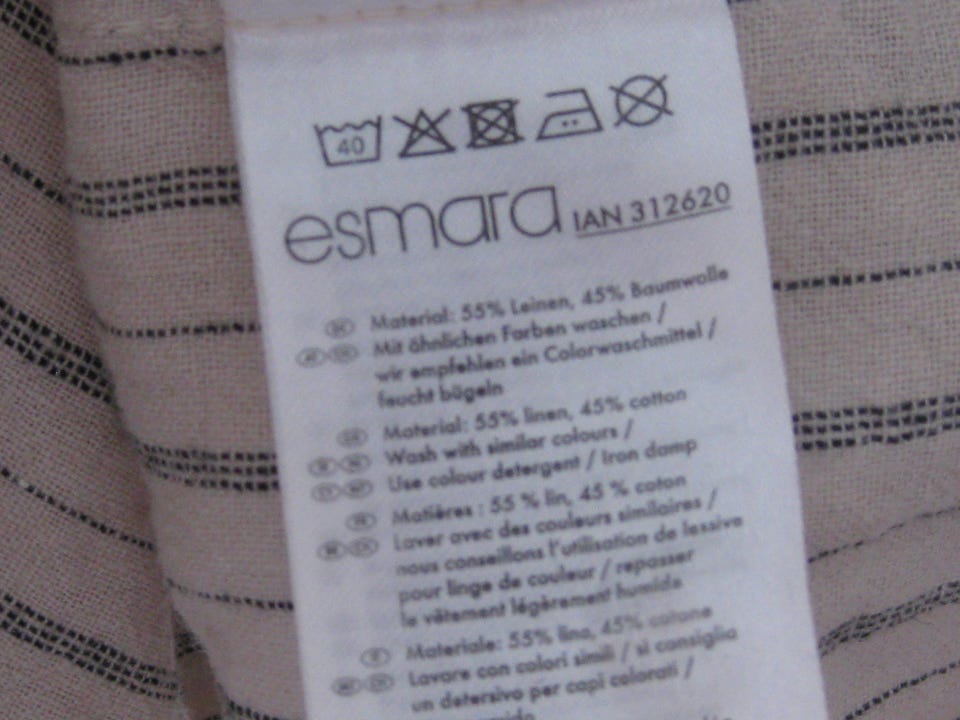 40
esmara IAN 312620
Material: 55% Leinen, 45% Baumwolle
Mit ähnlichen Farben waschen /
wir empfehlen ein Colorwaschmittel /
feucht bügeln
Material: 55% linen, 45% cotton
Wash with similar colours /
Use colour detergent / Iron damp
Matières : 55 % lin, 45 % coton
Laver avec des couleurs similaires /
nous conseillons l'utilisation de lessive
pour linge de couleur / repasser
le vêtement légèrement humide
Materiale: 55% lino, 45% cotone
Lavare con colori simili / si consiglia
un detersivo per capi colorati /